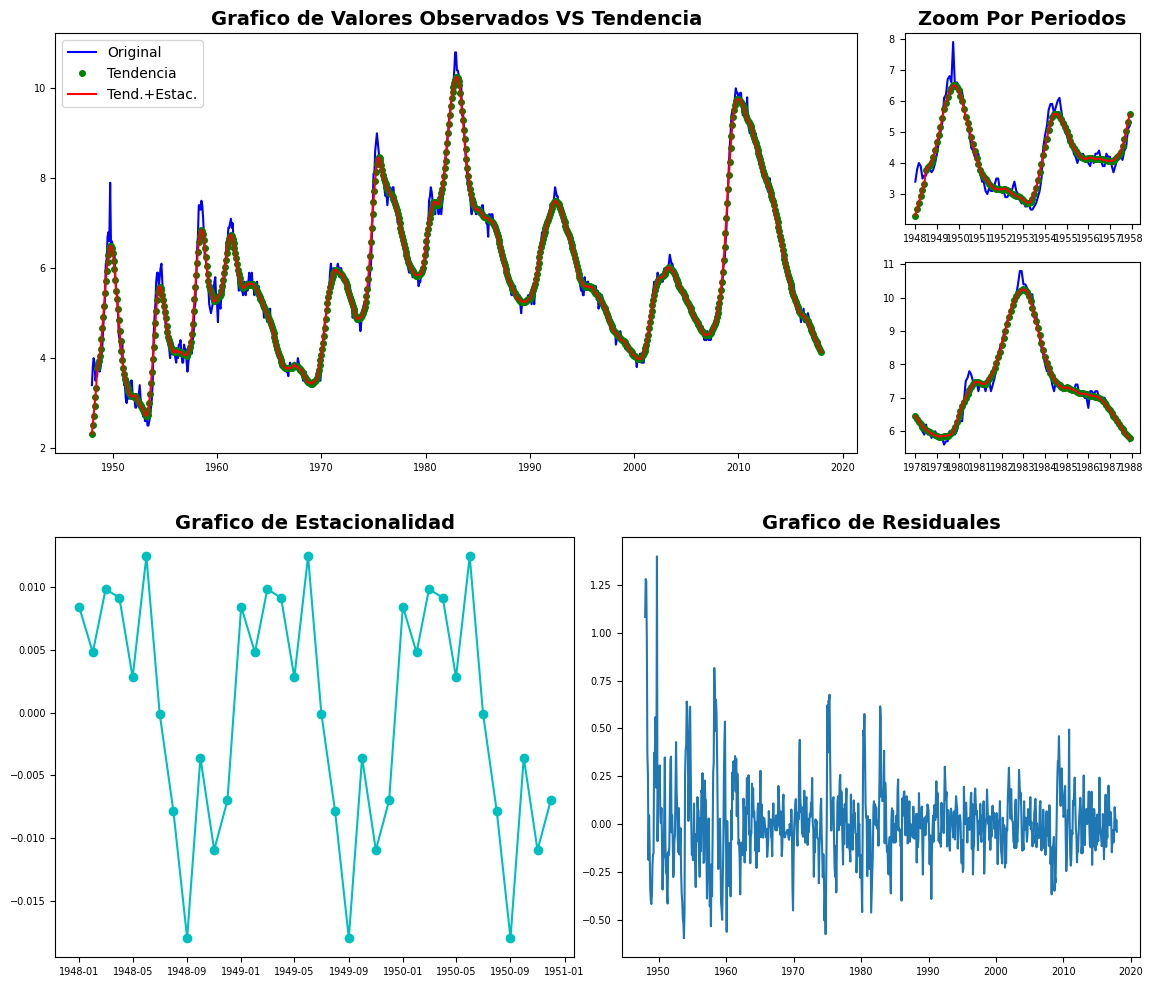 Grafico de Valores Observados VS Tendencia
Original
Tendencia
Tend.+Estac.
10
8
6
4
2
1950 1960 1970 1980 1990 2000 2010 2020
Zoom Por Periodos
8
7
6
5
4
3
1948 1949 1950 1951 1952 1953 1954 1955 1956 1957 1958
11
10
9
8
7
6
1978 1979 1980 1981 1982 1983 1984 1985 1986 1987 1988
Grafico de Estacionalidad
0.010
0.005
0.000
−0.005
−0.010
−0.015
1948-01 1948-05 1948-09 1949-01 1949-05 1949-09 1950-01 1950-05 1950-09 1951-01
Grafico de Residuales
1.25
1.00
0.75
0.50
0.25
0.00
−0.25
−0.50
1950 1960 1970 1980 1990 2000 2010 2020